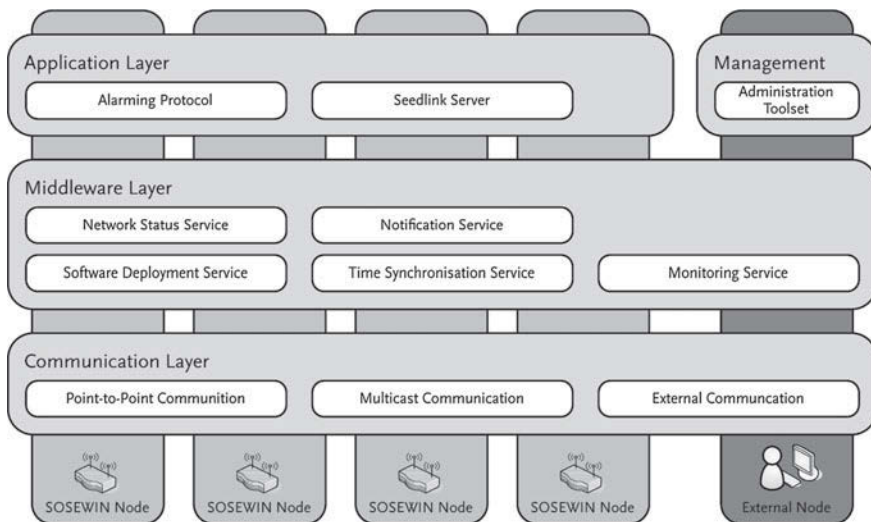 Application Layer
Management
Alarming Protocol
Seedlink Server
Administration
Toolset
Middleware Layer
Network Status Service
Notification Service
Software Deployment Service
Time Synchronisation Service
Monitoring Service
Communication Layer
Point-to-Point Communition
Multicast Communication
External Communcation
SOSEWIN Node
SOSEWIN Node
SOSEWIN Node
SOSEWIN Node
External Node